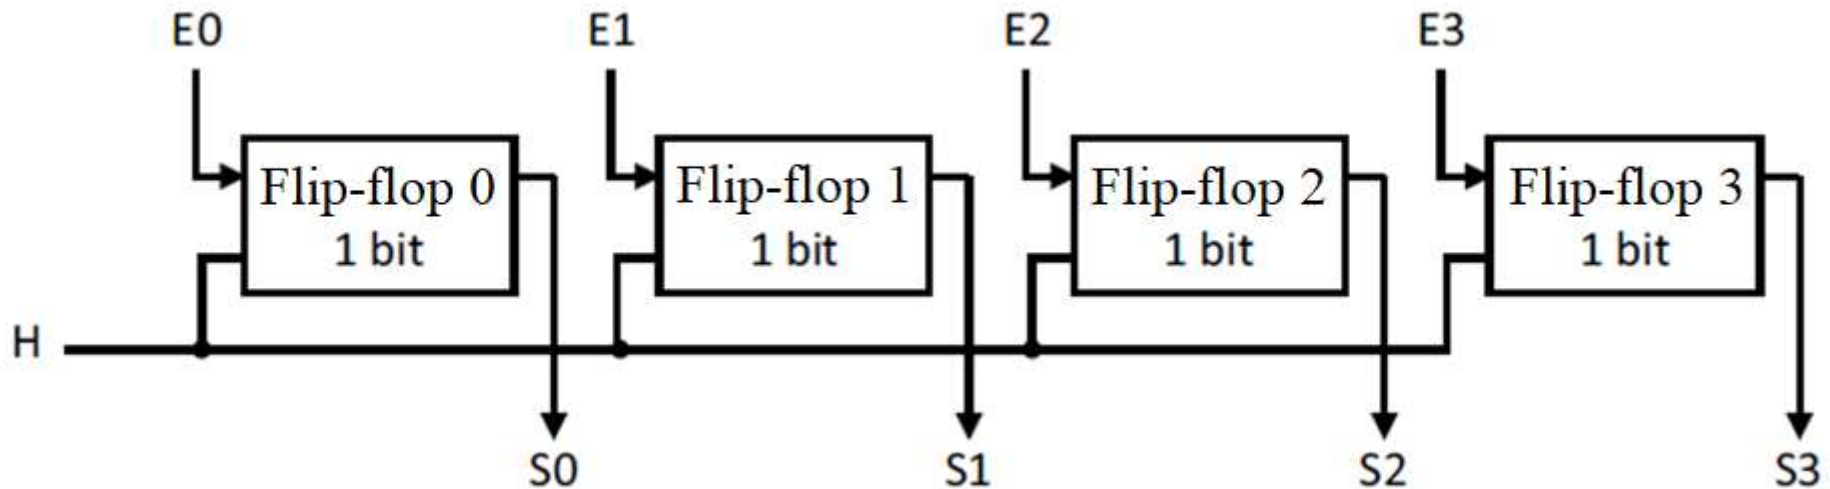 E0 E1 E2 E3
Flip-flop 0 Flip-flop 1 Flip-flop 2 Flip-flop 3
1 bit 1 bit 1 bit 1 bit
H
S0 S1 S2 S3